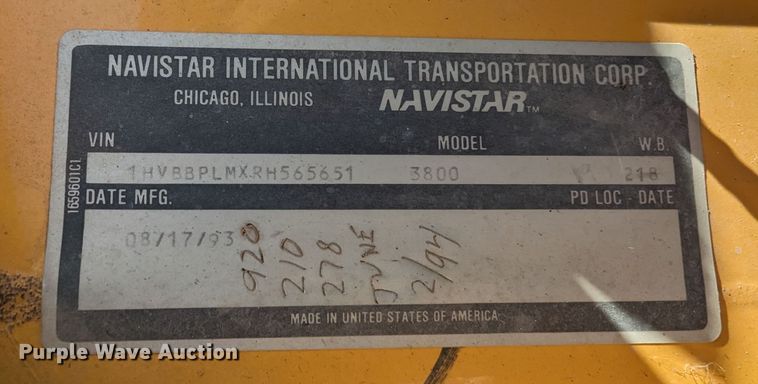 NAVISTAR INTERNATIONAL TRANSPORTATION CORP.
CHICAGO, ILLINOIS NAVISTAR™
VIN MODEL W.B.
1HVBBPLMXRH565651 3800 218
1659601C1
DATE MFG. PD LOC - DATE
08/17/93
920
210
278
JUNE
2/94
MADE IN UNITED STATES OF AMERICA
Purple Wave Auction